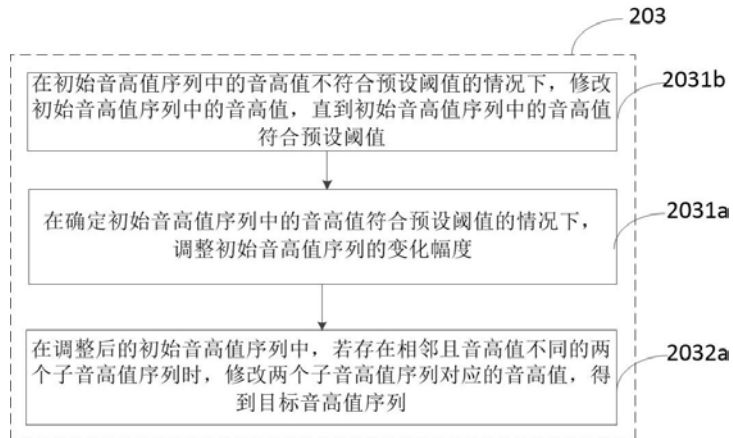 203
在初始音高值序列中的音高值不符合预设阈值的情况下，修改
初始音高值序列中的音高值，直到初始音高值序列中的音高值
符合预设阈值
2031b
在确定初始音高值序列中的音高值符合预设阈值的情况下，
调整初始音高值序列的变化幅度
2031a
在调整后的初始音高值序列中，若存在相邻且音高值不同的两
个子音高值序列时，修改两个子音高值序列对应的音高值，得
到目标音高值序列
2032a